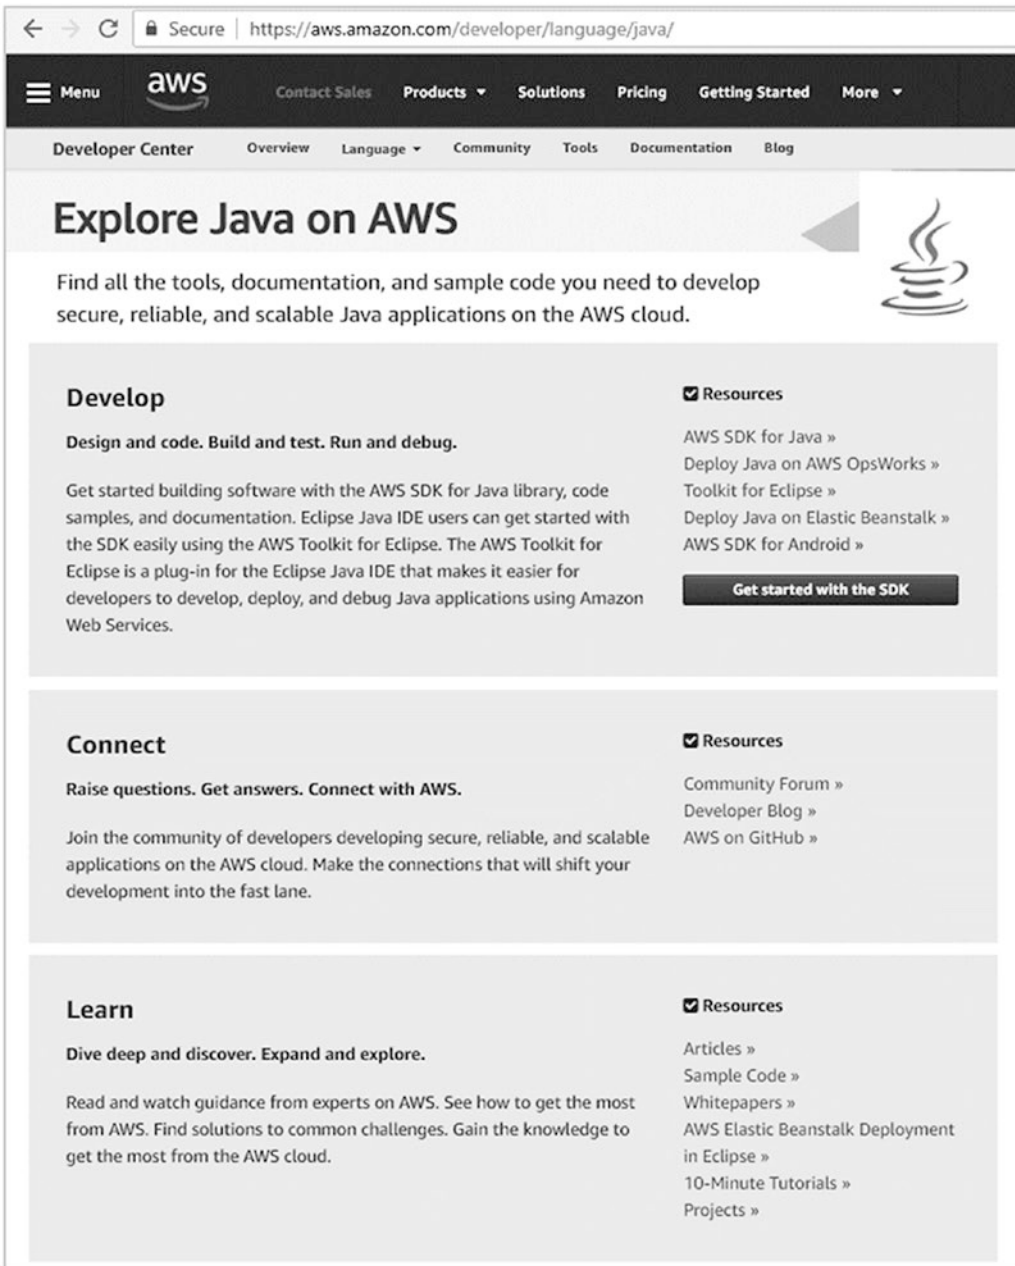 Secure | https://aws.amazon.com/developer/language/java/
Menu aws Contact Sales Products Solutions Pricing Getting Started More
Developer Center Overview Language Community Tools Documentation Blog
Explore Java on AWS
Find all the tools, documentation, and sample code you need to develop
secure, reliable, and scalable Java applications on the AWS cloud.
Develop
Design and code. Build and test. Run and debug.
Get started building software with the AWS SDK for Java library, code
samples, and documentation. Eclipse Java IDE users can get started with
the SDK easily using the AWS Toolkit for Eclipse. The AWS Toolkit for
Eclipse is a plug-in for the Eclipse Java IDE that makes it easier for
developers to develop, deploy, and debug Java applications using Amazon
Web Services.
Resources
AWS SDK for Java »
Deploy Java on AWS OpsWorks »
Toolkit for Eclipse »
Deploy Java on Elastic Beanstalk »
AWS SDK for Android »
Get started with the SDK
Connect
Raise questions. Get answers. Connect with AWS.
Join the community of developers developing secure, reliable, and scalable
applications on the AWS cloud. Make the connections that will shift your
development into the fast lane.
Resources
Community Forum »
Developer Blog »
AWS on GitHub »
Learn
Dive deep and discover. Expand and explore.
Read and watch guidance from experts on AWS. See how to get the most
from AWS. Find solutions to common challenges. Gain the knowledge to
get the most from the AWS cloud.
Resources
Articles »
Sample Code »
Whitepapers »
AWS Elastic Beanstalk Deployment
in Eclipse »
10-Minute Tutorials »
Projects »